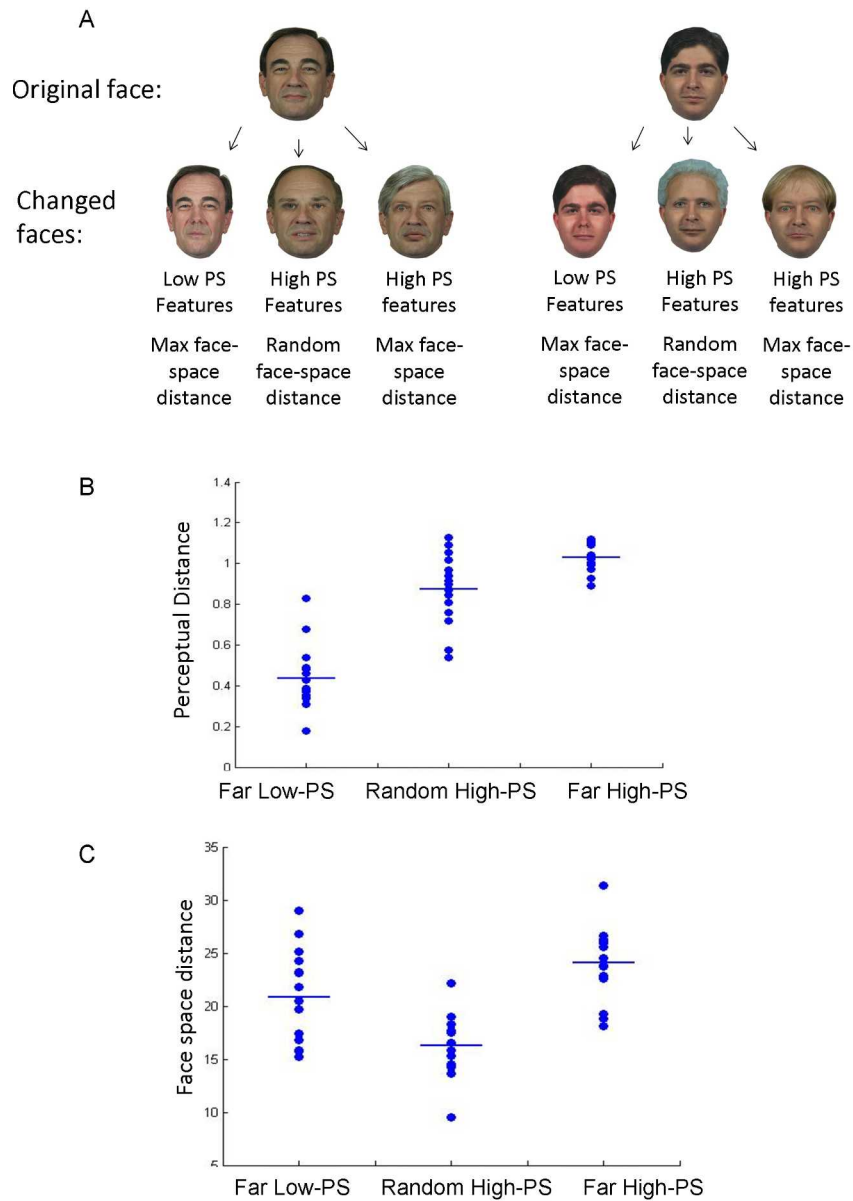 A
Original face:
Changed
faces:
Low PS
Features
High PS
Features
High PS
features
Low PS
Features
High PS
Features
High PS
features
Max face-
space
distance
Random
face-space
distance
Max face-
space
distance
Max face-
space
distance
Random
face-space
distance
Max face-
space
distance
B
Perceptual Distance
1.4
1.2
1
0.8
0.6
0.4
0.2
0
Far Low-PS Random High-PS Far High-PS
C
Face space distance
35
30
25
20
15
10
5
Far Low-PS Random High-PS Far High-PS